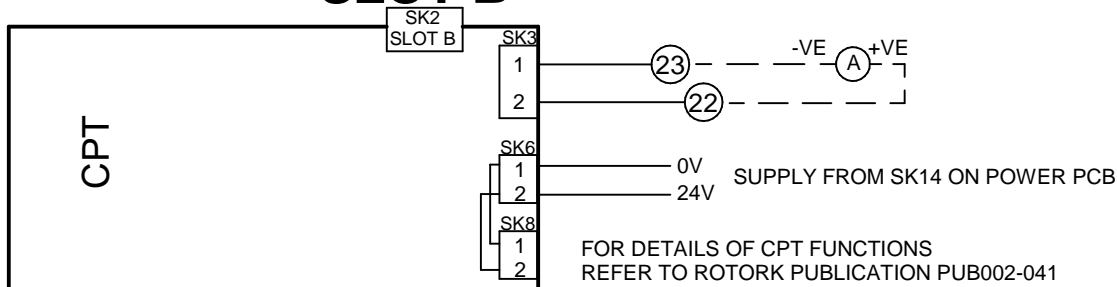 SLOT B
SK2
SLOT B
SK3
1
2
23
22
-VE
A
+VE
CPT
SK6
1
2
0V
24V
SUPPLY FROM SK14 ON POWER PCB
SK8
1
2
FOR DETAILS OF CPT FUNCTIONS
REFER TO ROTORK PUBLICATION PUB002-041